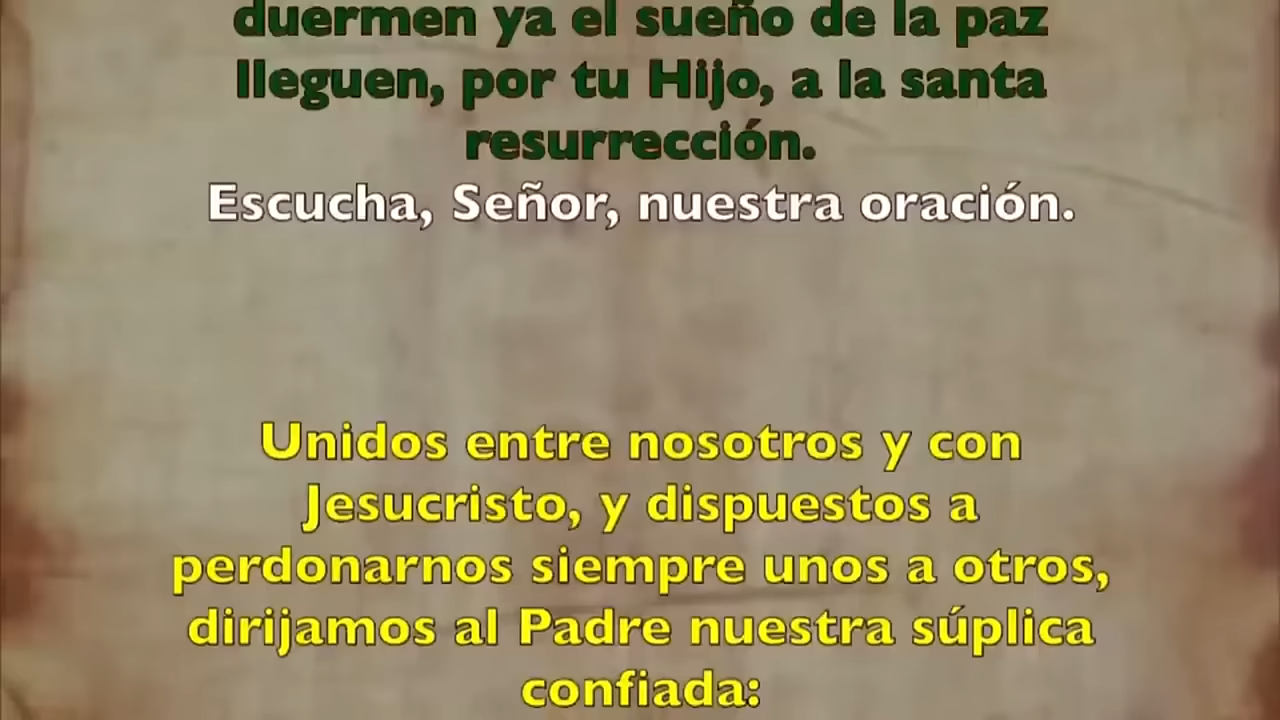 duermen ya el sueño de la paz
lleguen, por tu Hijo, a la santa
resurrección.
Escucha, Señor, nuestra oración.
Unidos entre nosotros y con
Jesucristo, y dispuestos a
perdonarnos siempre unos a otros,
dirijamos al Padre nuestra súplica
confiada: